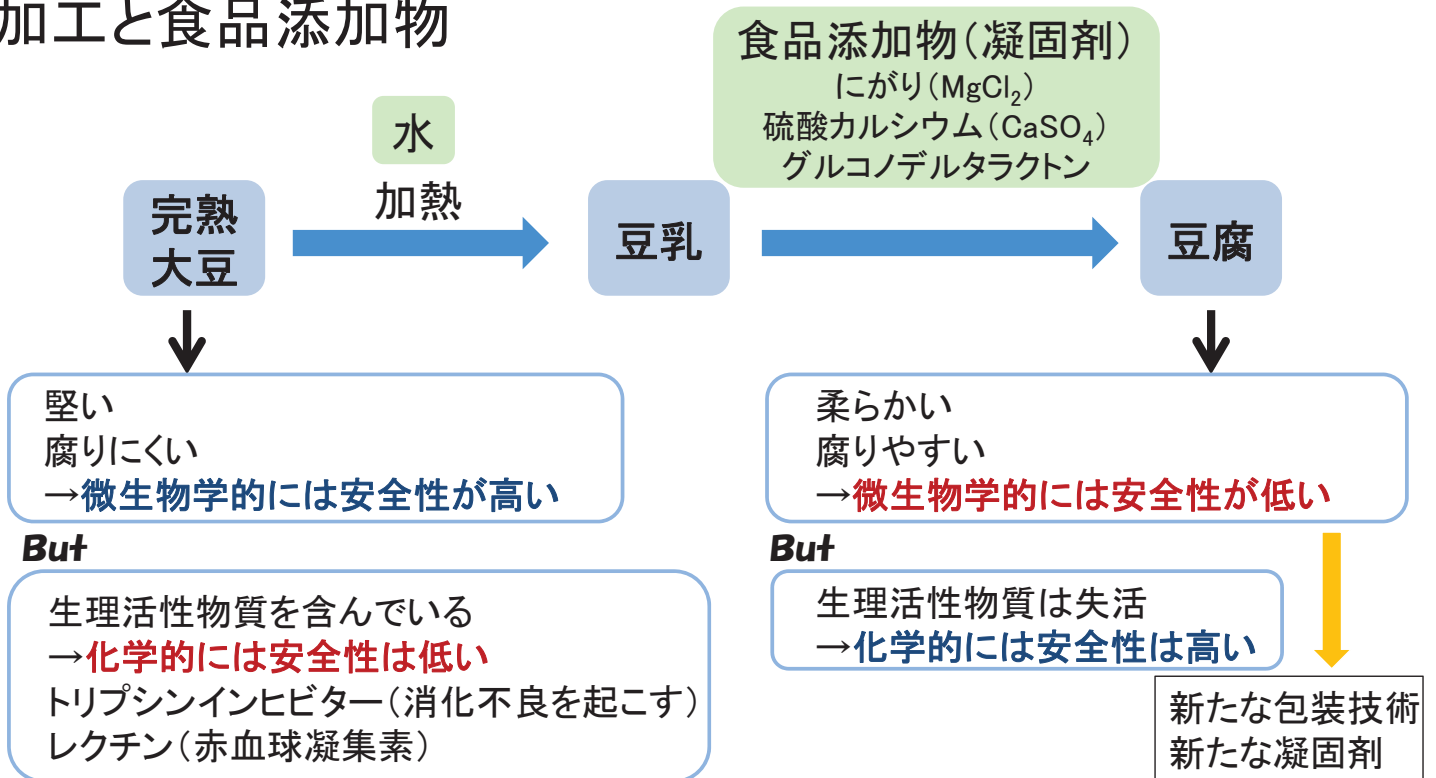 加工と食品添加物
食品添加物（凝固剤）
にがり（MgCl₂）
硫酸カルシウム（CaSO₄）
グルコノデルタラクトン
水
加熱
完熟
大豆
豆乳
豆腐
堅い
腐りにくい
→微生物学的には安全性が高い
But
生理活性物質を含んでいる
→化学的には安全性は低い
トリプシンインヒビター（消化不良を起こす）
レクチン（赤血球凝集素）
柔らかい
腐りやすい
→微生物学的には安全性が低い
But
生理活性物質は失活
→化学的には安全性は高い
新たな包装技術
新たな凝固剤